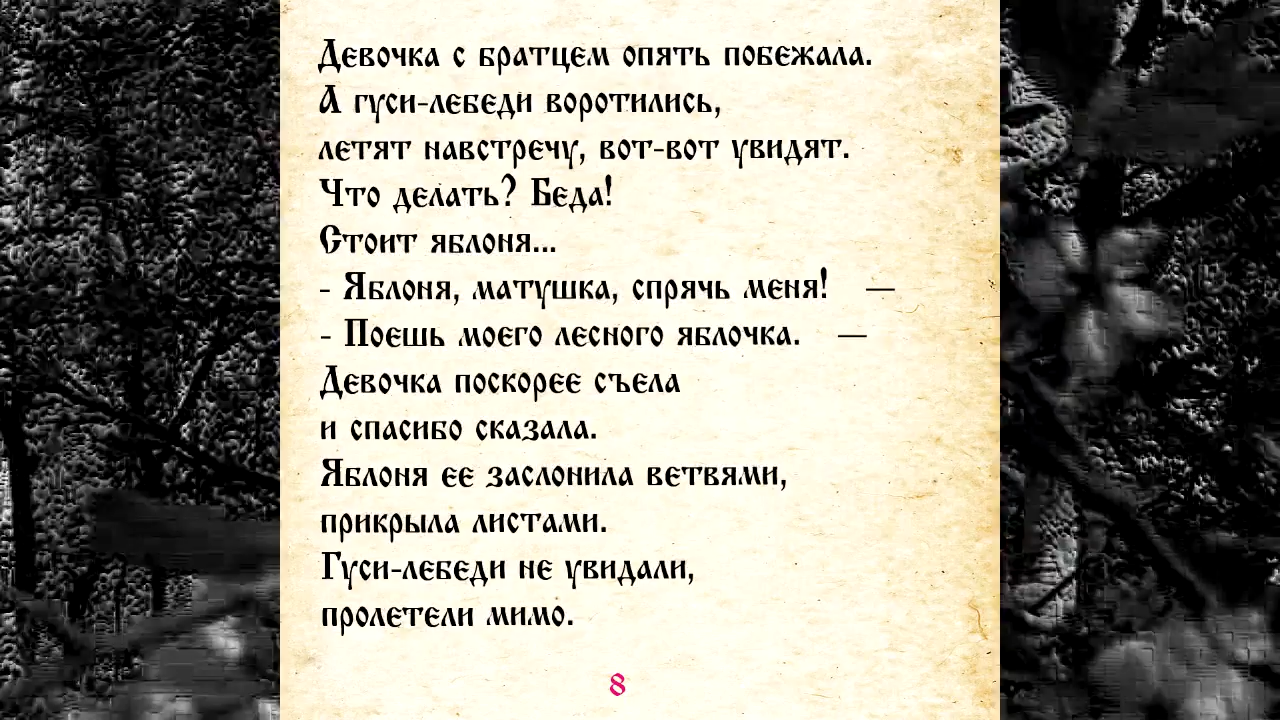 Девочка с братцем опять побежала.
А гуси-лебеди воротились,
летят навстречу, вот-вот увидят.
Что делать? Беда!
Стоит яблоня...
- Яблоня, матушка, спрячь меня! —
- Поешь моего лесного яблочка. —
Девочка поскорее съела
и спасибо сказала.
Яблоня ее заслонила ветвями,
прикрыла листами.
Гуси-лебеди не увидали,
пролетели мимо.
8